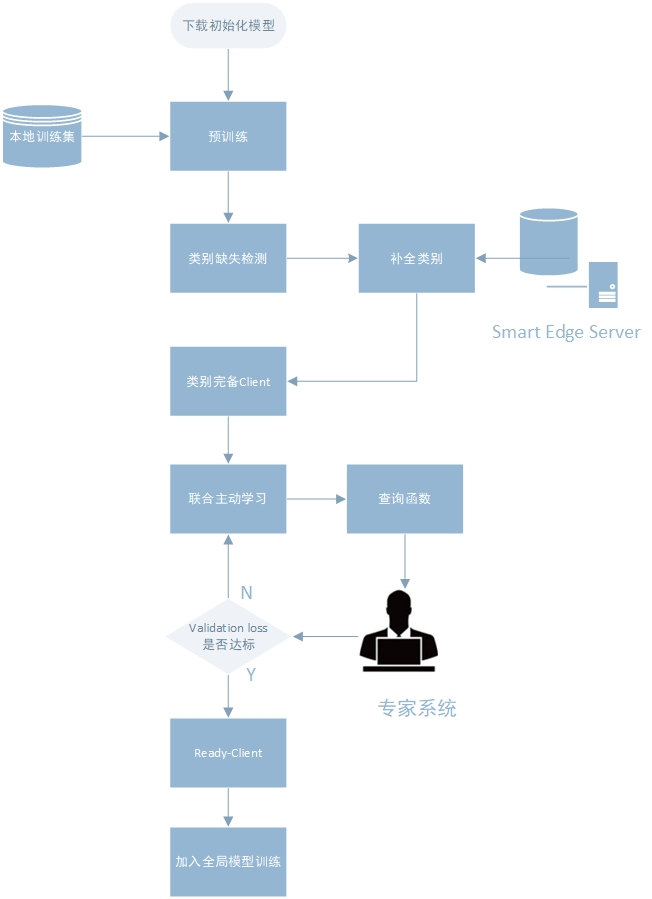 下载初始化模型
本地训练集
预训练
类别缺失检测
补全类别
Smart Edge Server
类别完备Client
联合主动学习
查询函数
N
Validation loss
是否达标
Y
专家系统
Ready-Client
加入全局模型训练